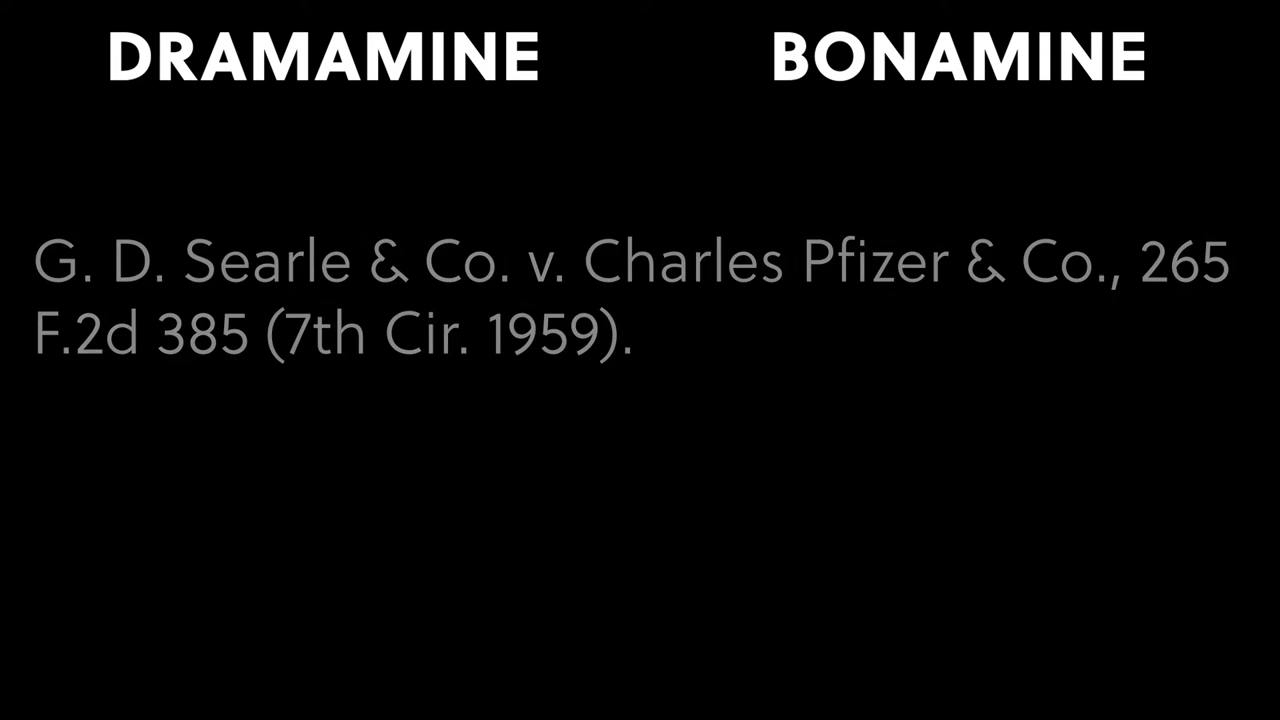 DRAMAMINE BONAMINE
G. D. Searle & Co. v. Charles Pfizer & Co., 265
F.2d 385 (7th Cir. 1959).